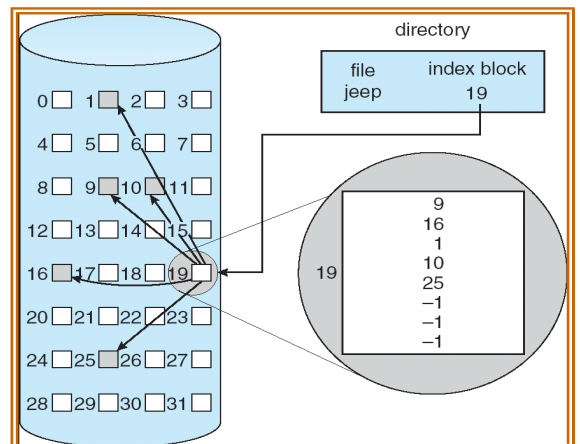 directory
file index block
jeep 19
0 1 2 3
4 5 6 7
8 9 10 11
12 13 14 15
16 17 18 19
20 21 22 23
24 25 26 27
28 29 30 31
19
9
16
1
10
25
–1
–1
–1